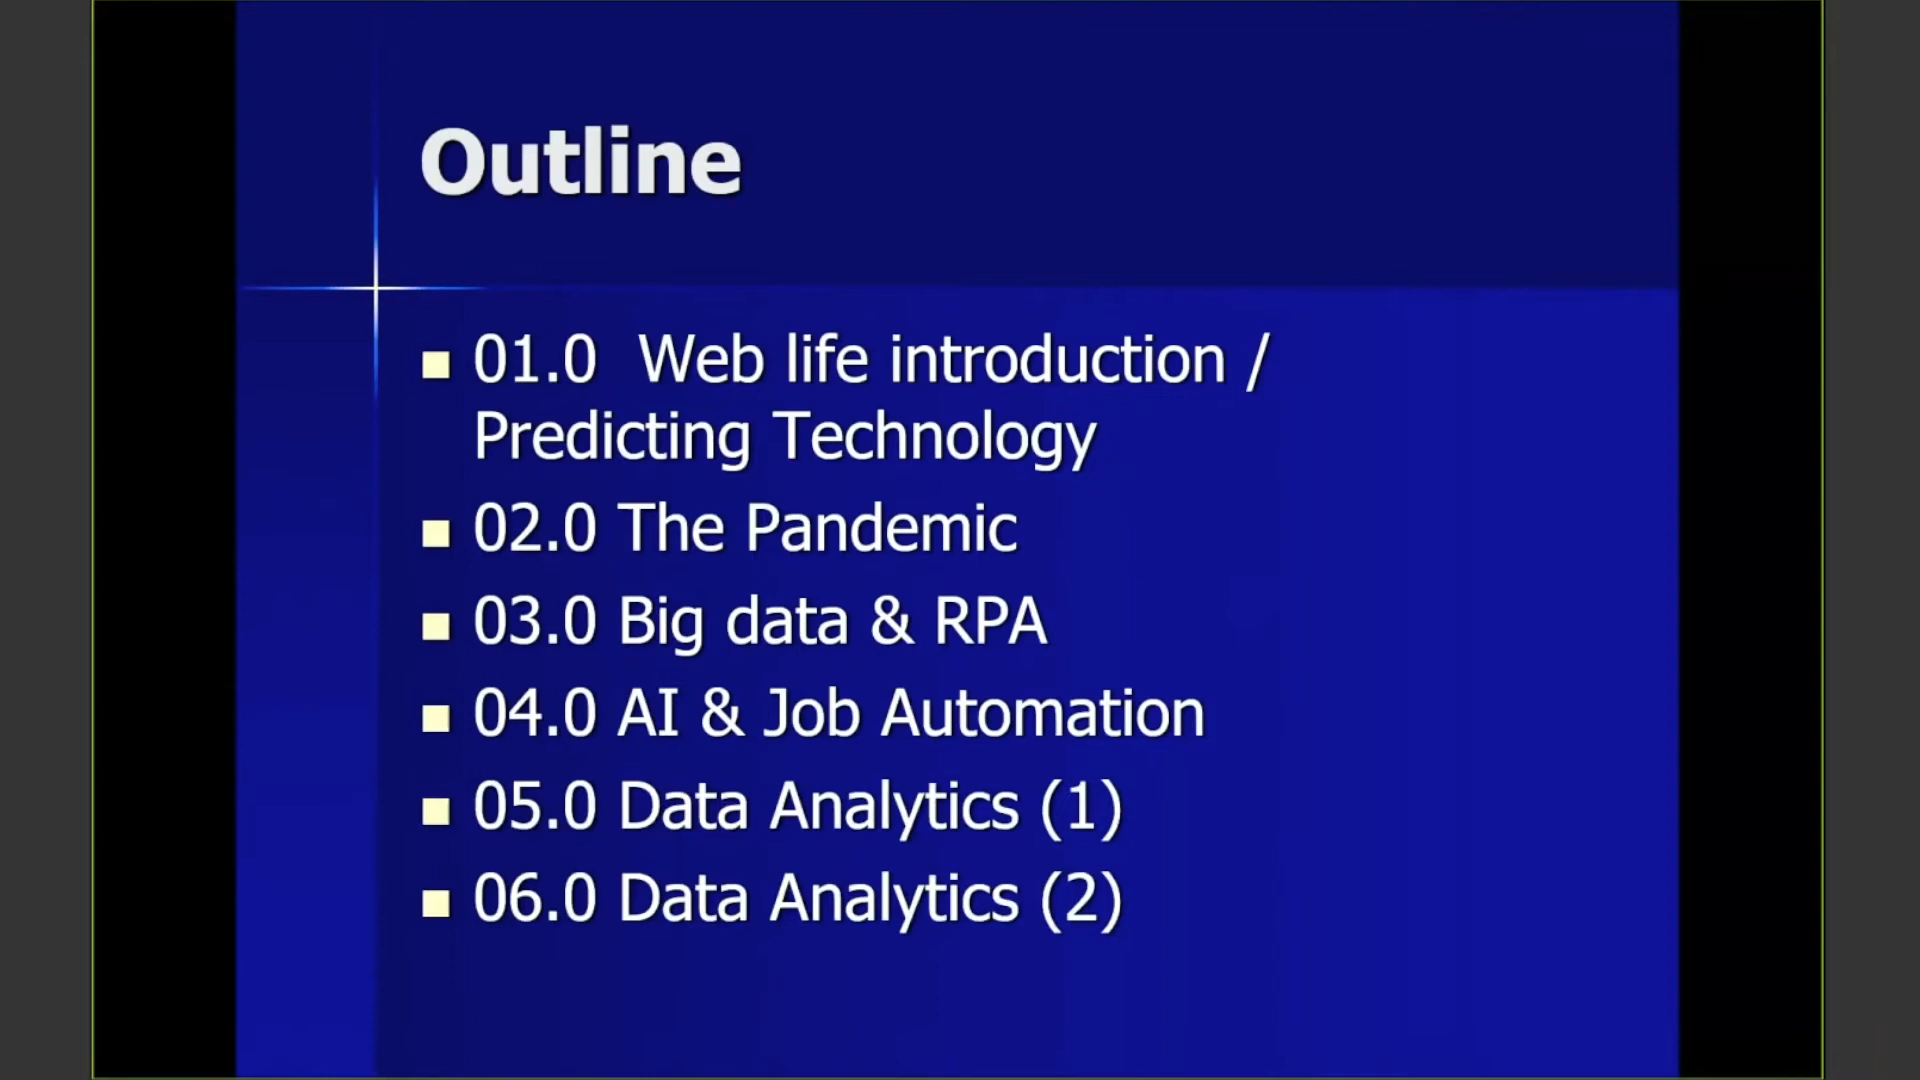 Outline
01.0  Web life introduction /
Predicting Technology
02.0 The Pandemic
03.0 Big data & RPA
04.0 AI & Job Automation
05.0 Data Analytics (1)
06.0 Data Analytics (2)